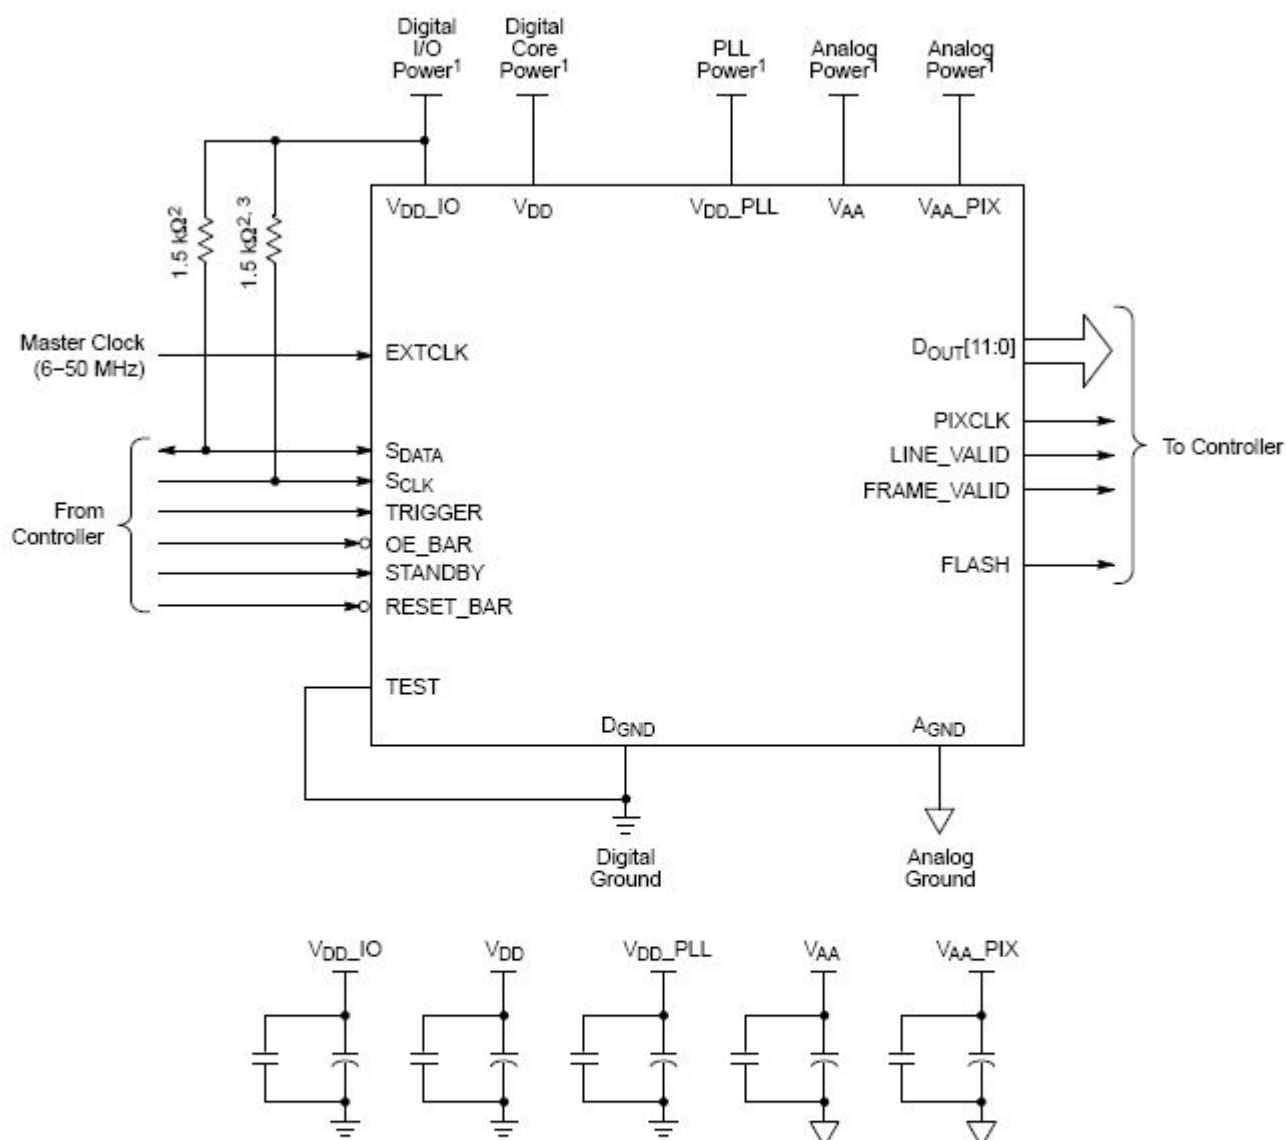 Digital I/O Power1
Digital Core Power1
PLL Power1
Analog Power1
Analog Power1
VDD_IO
VDD
VDD_PLL
VAA
VAA_PIX
1.5 kΩ2
1.5 kΩ2, 3
Master Clock
(6–50 MHz)
EXTCLK
DOUT[11:0]
SDATA
SCLK
TRIGGER
OE_BAR
STANDBY
RESET_BAR
From
Controller
PIXCLK
LINE_VALID
FRAME_VALID
FLASH
To Controller
TEST
DGND
AGND
Digital
Ground
Analog
Ground
VDD_IO
VDD
VDD_PLL
VAA
VAA_PIX